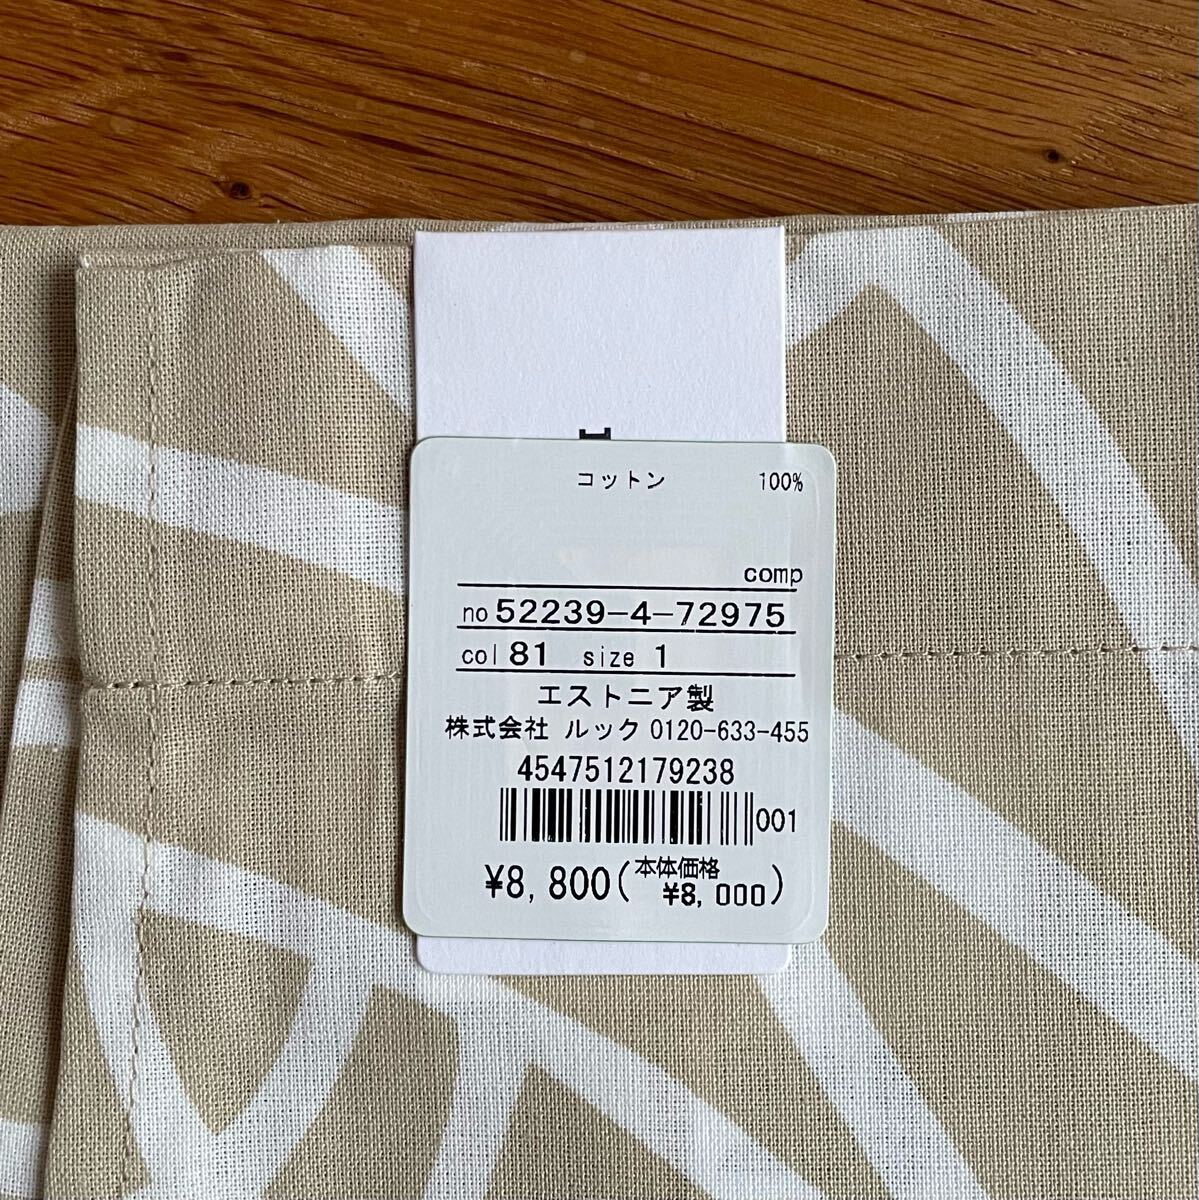 コットン 100%
comp
no 52239-4-72975
col 81 size 1
エストニア製
株式会社 ルック 0120-633-455
4547512179238
001
¥8,800(本体価格 ¥8,000)